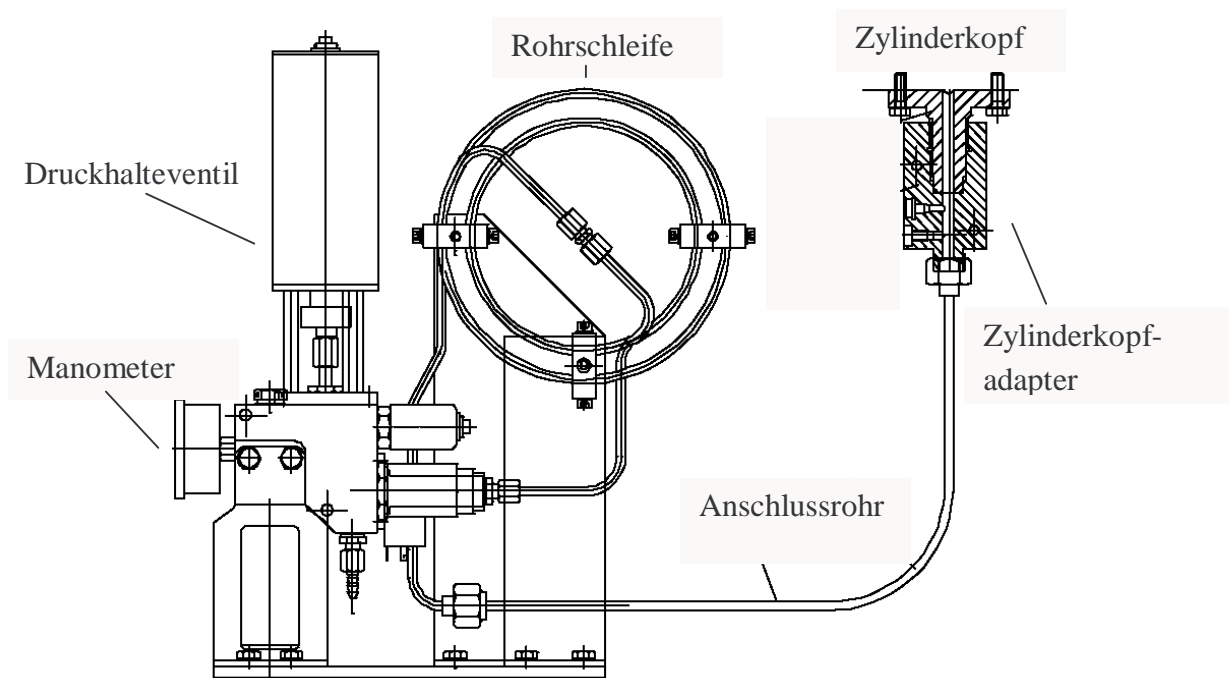 Rohrschleife
Zylinderkopf
Druckhalteventil
Manometer
Zylinderkopf-
adapter
Anschlussrohr